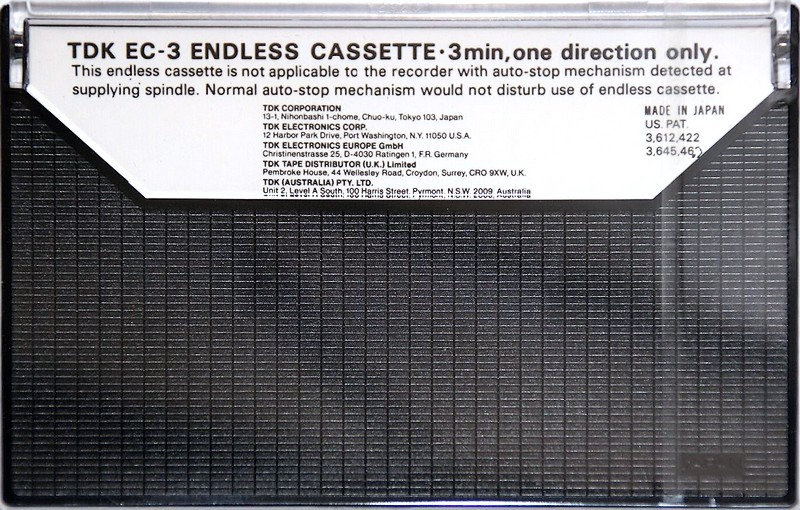 TDK EC-3 ENDLESS CASSETTE·3min,one direction only.
This endless cassette is not applicable to the recorder with auto-stop mechanism detected at
supplying spindle. Normal auto-stop mechanism would not disturb use of endless cassette.
TDK CORPORATION
13-1, Nihonbashi 1-chome, Chuo-ku, Tokyo 103, Japan
TDK ELECTRONICS CORP.
12 Harbor Park Drive, Port Washington, N.Y. 11050 U.S.A.
TDK ELECTRONICS EUROPE GmbH
Christinenstrasse 25, D-4030 Ratingen 1, F.R. Germany
TDK TAPE DISTRIBUTOR (U.K.) Limited
Pembroke House, 44 Wellesley Road, Croydon, Surrey, CRO 9XW, U.K.
TDK (AUSTRALIA) PTY. LTD.
Unit 2, Level A South, 100 Harris Street, Pyrmont, N.S.W. 2009, Australia
MADE IN JAPAN
US. PAT.
3,612,422